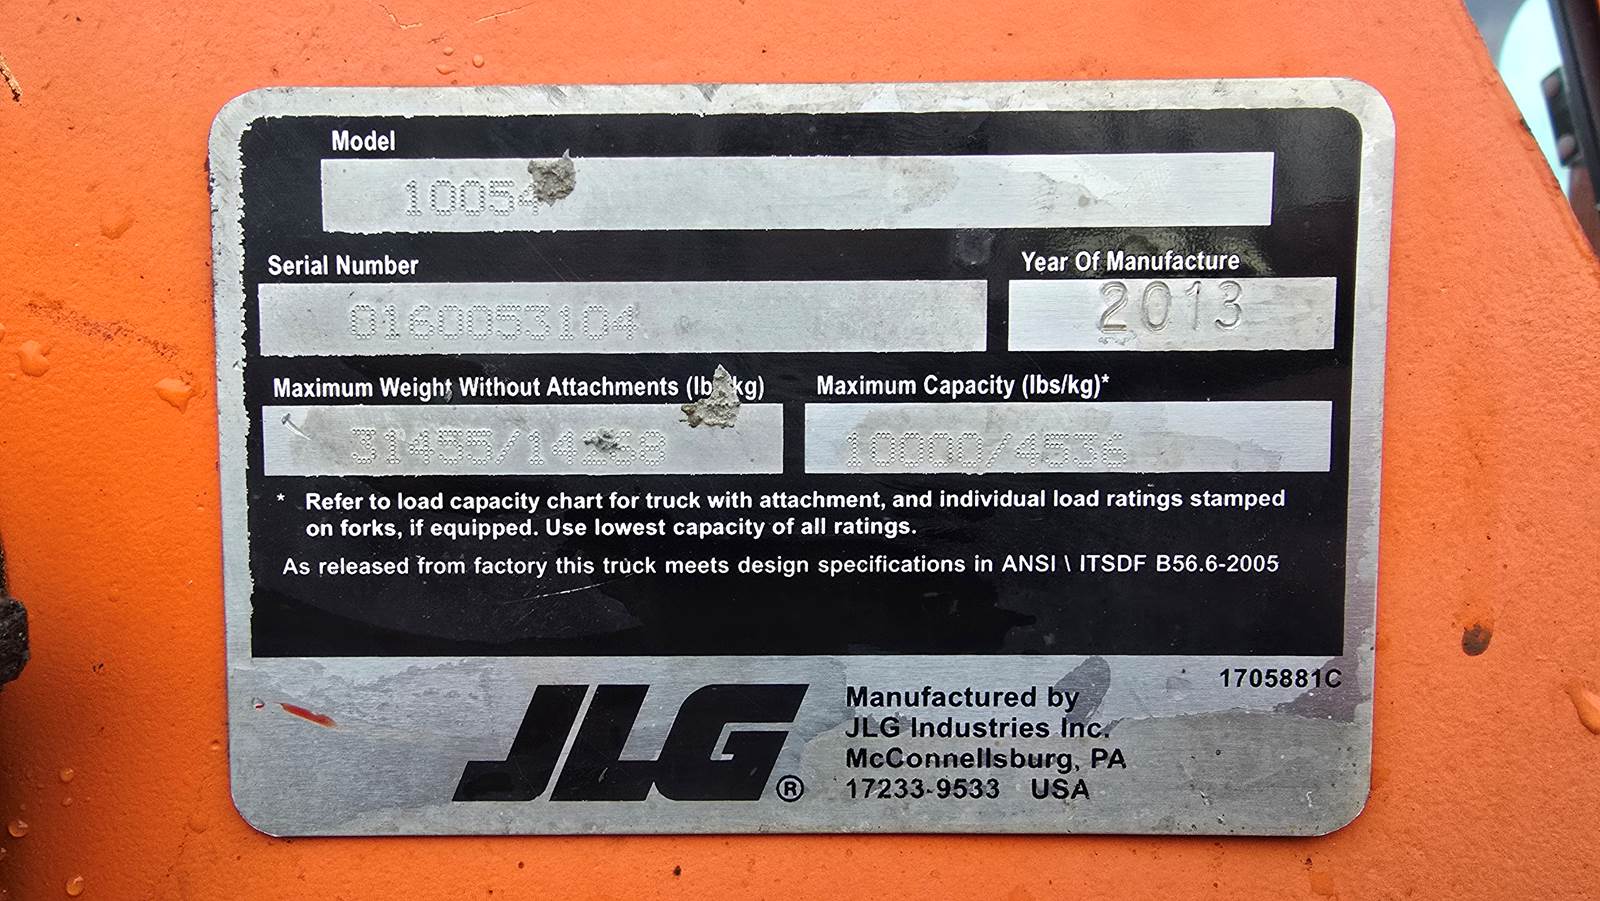 Model
10054
Serial Number
0160053104
Year Of Manufacture
2013
Maximum Weight Without Attachments (lbs/kg)
31455/14268
Maximum Capacity (lbs/kg)*
10000/4536
* Refer to load capacity chart for truck with attachment, and individual load ratings stamped
on forks, if equipped. Use lowest capacity of all ratings.
As released from factory this truck meets design specifications in ANSI \ ITSDF B56.6-2005
1705881C
JLG®
Manufactured by
JLG Industries Inc.
McConnellsburg, PA
17233-9533 USA